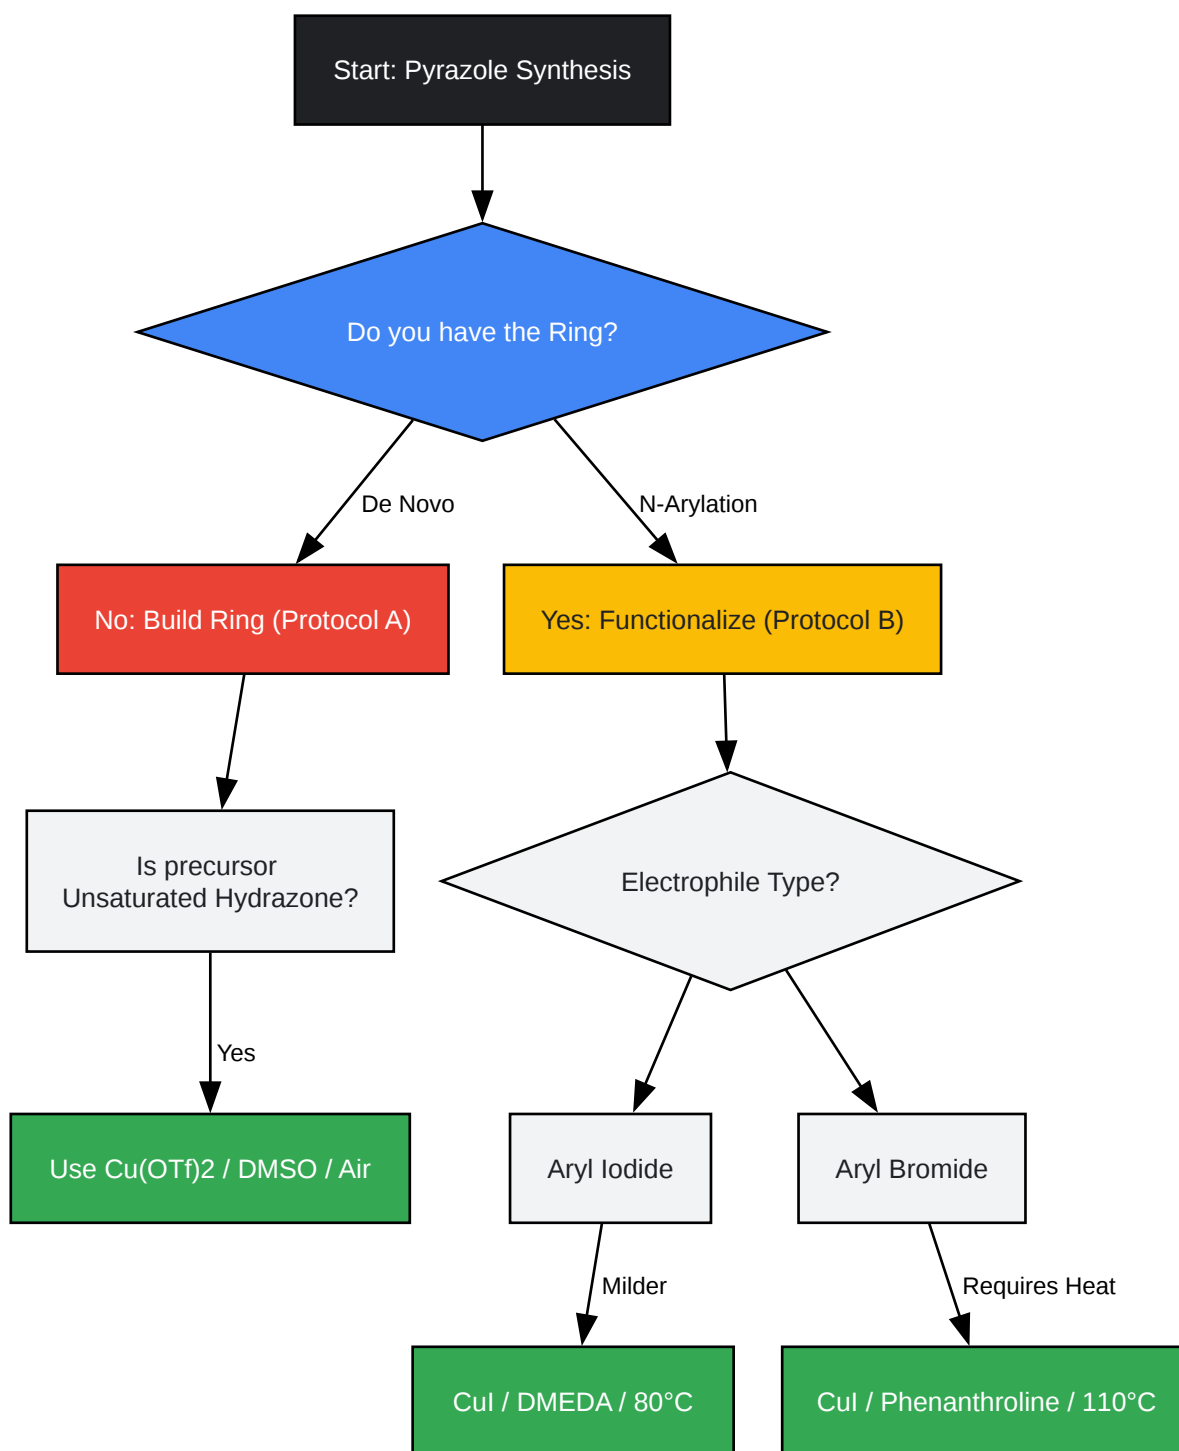 Start: Pyrazole Synthesis
Do you have the Ring?
De Novo
N-Arylation
No: Build Ring (Protocol A)
Yes: Functionalize (Protocol B)
Is precursor
Unsaturated Hydrazone?
Electrophile Type?
Yes
Use Cu(OTf)2 / DMSO / Air
Aryl Iodide
Aryl Bromide
Milder
Requires Heat
CuI / DMEDA / 80°C
CuI / Phenanthroline / 110°C